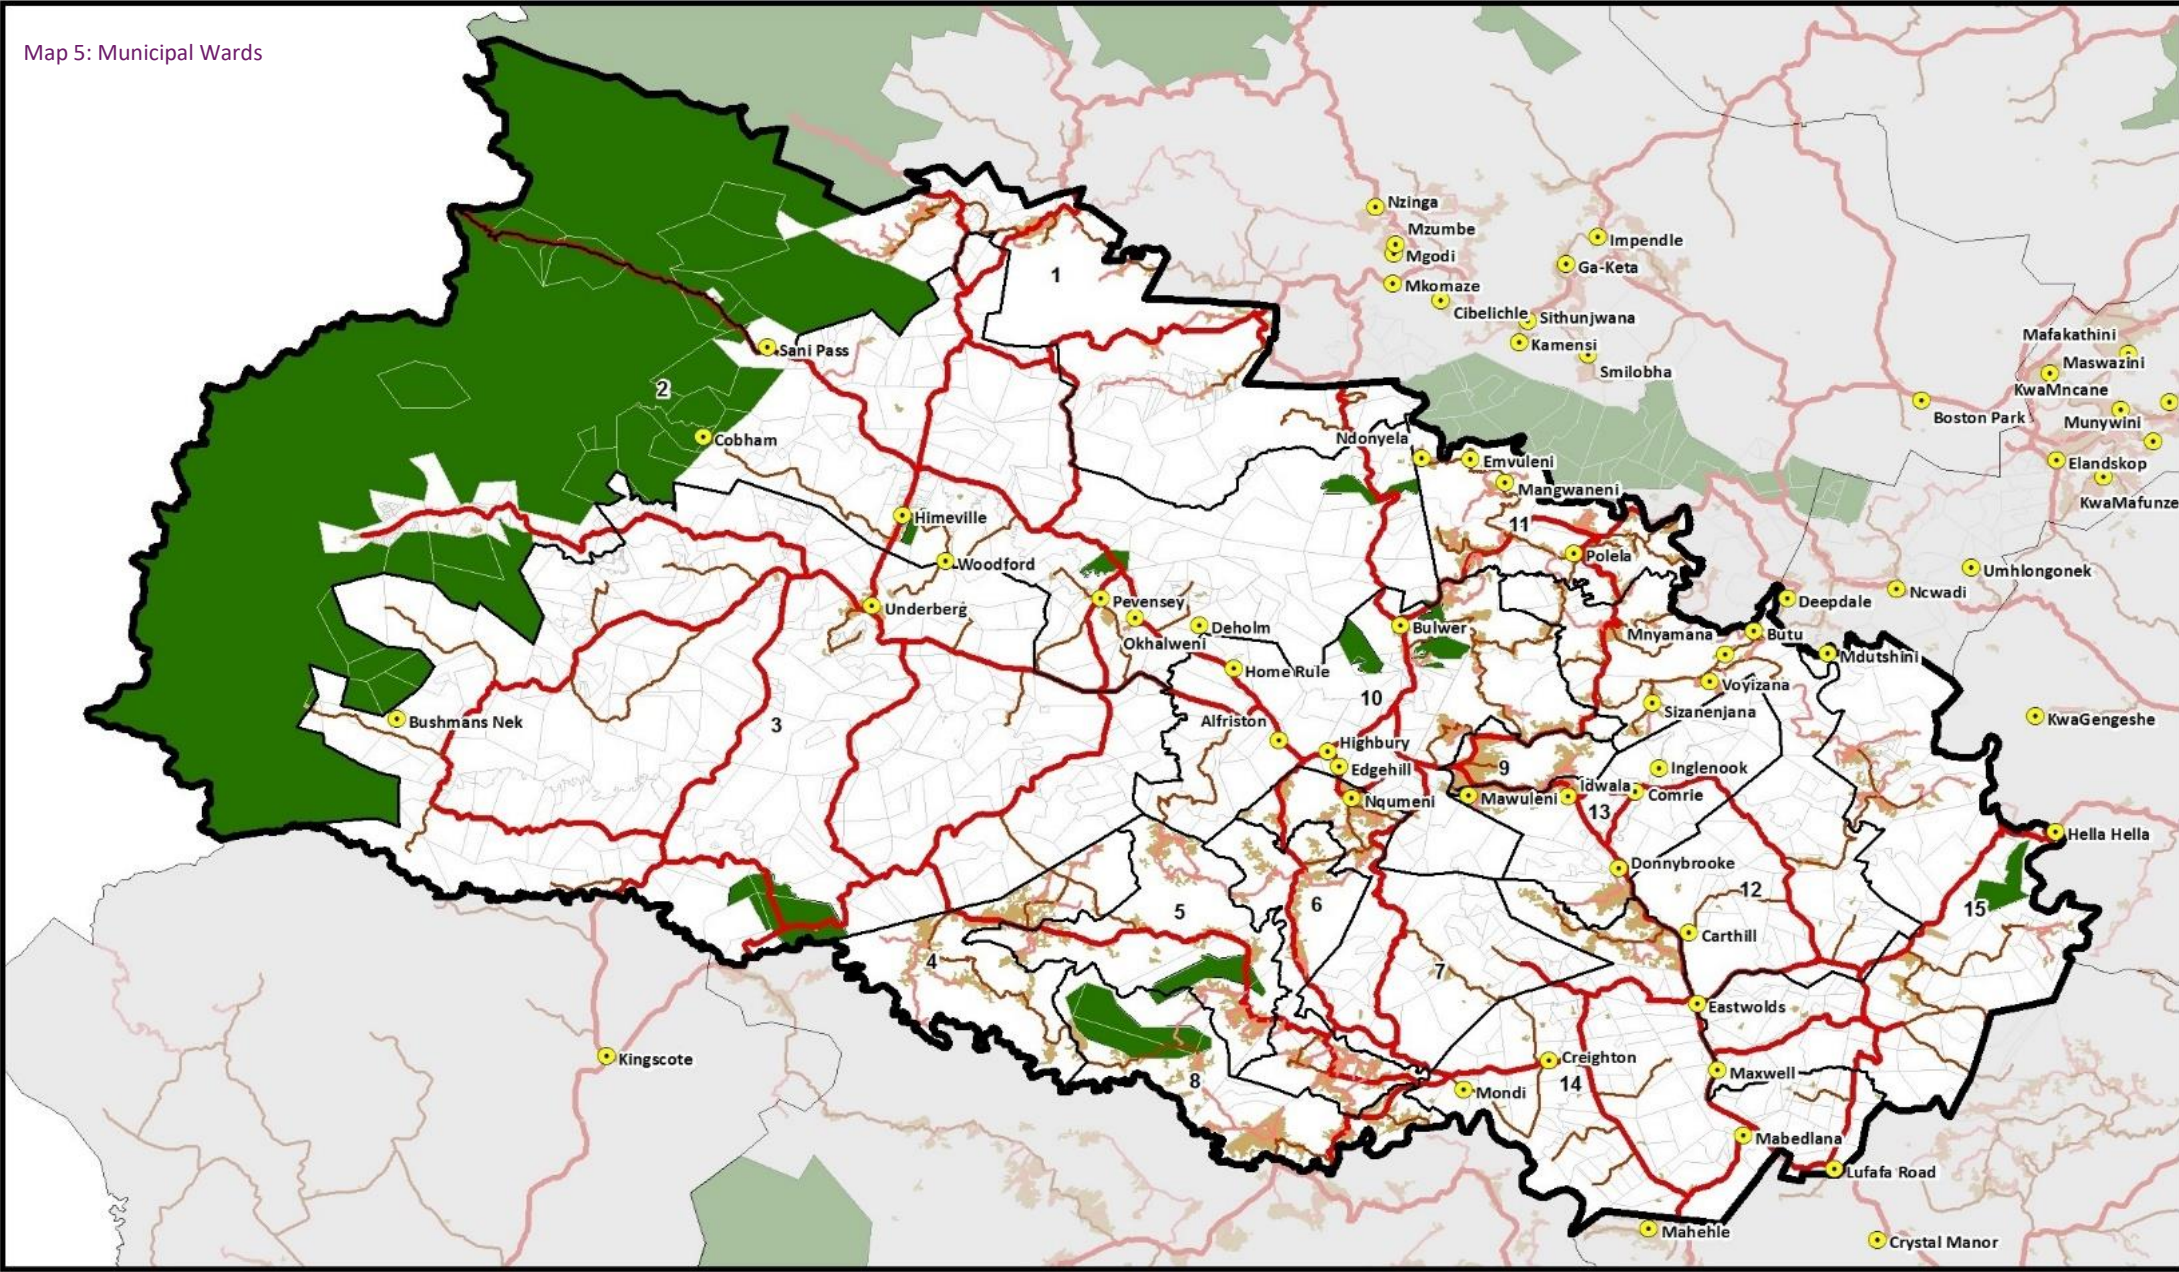 Map 5: Municipal Wards
Nzinga
Mzumbe
Impendle
Mgodi
Ga-Keta
1
Mkomaze
Cibelichle
Sithunjwana
Mafakathini
Kamensi
Sani Pass
Maswazini
Smilobha
2
KwaMncane
Boston Park
Munywini
Ndonyela
Cobham
Emvuleni
Elandskop
Mangwaneni
KwaMafunze
Himeville
11
Polela
Woodford
Umhlongonek
Ncwadi
Pevensey
Deepdale
Underberg
Deholm
Bulwer
Mnyamana
Butu
Okhalweni
Mdutshini
Home Rule
Voyizana
10
Sizanenjana
Bushmans Nek
3
Alfriston
KwaGengeshe
Highbury
Edgehill
9
Inglenook
Idwala
Nqumeni
Mawuleni
Comrie
13
Hella Hella
Donnybrooke
12
5
6
15
Carthill
4
7
Eastwolds
Kingscote
Creighton
Maxwell
8
14
Mondi
Mabedlana
Lufafa Road
Mahehle
Crystal Manor